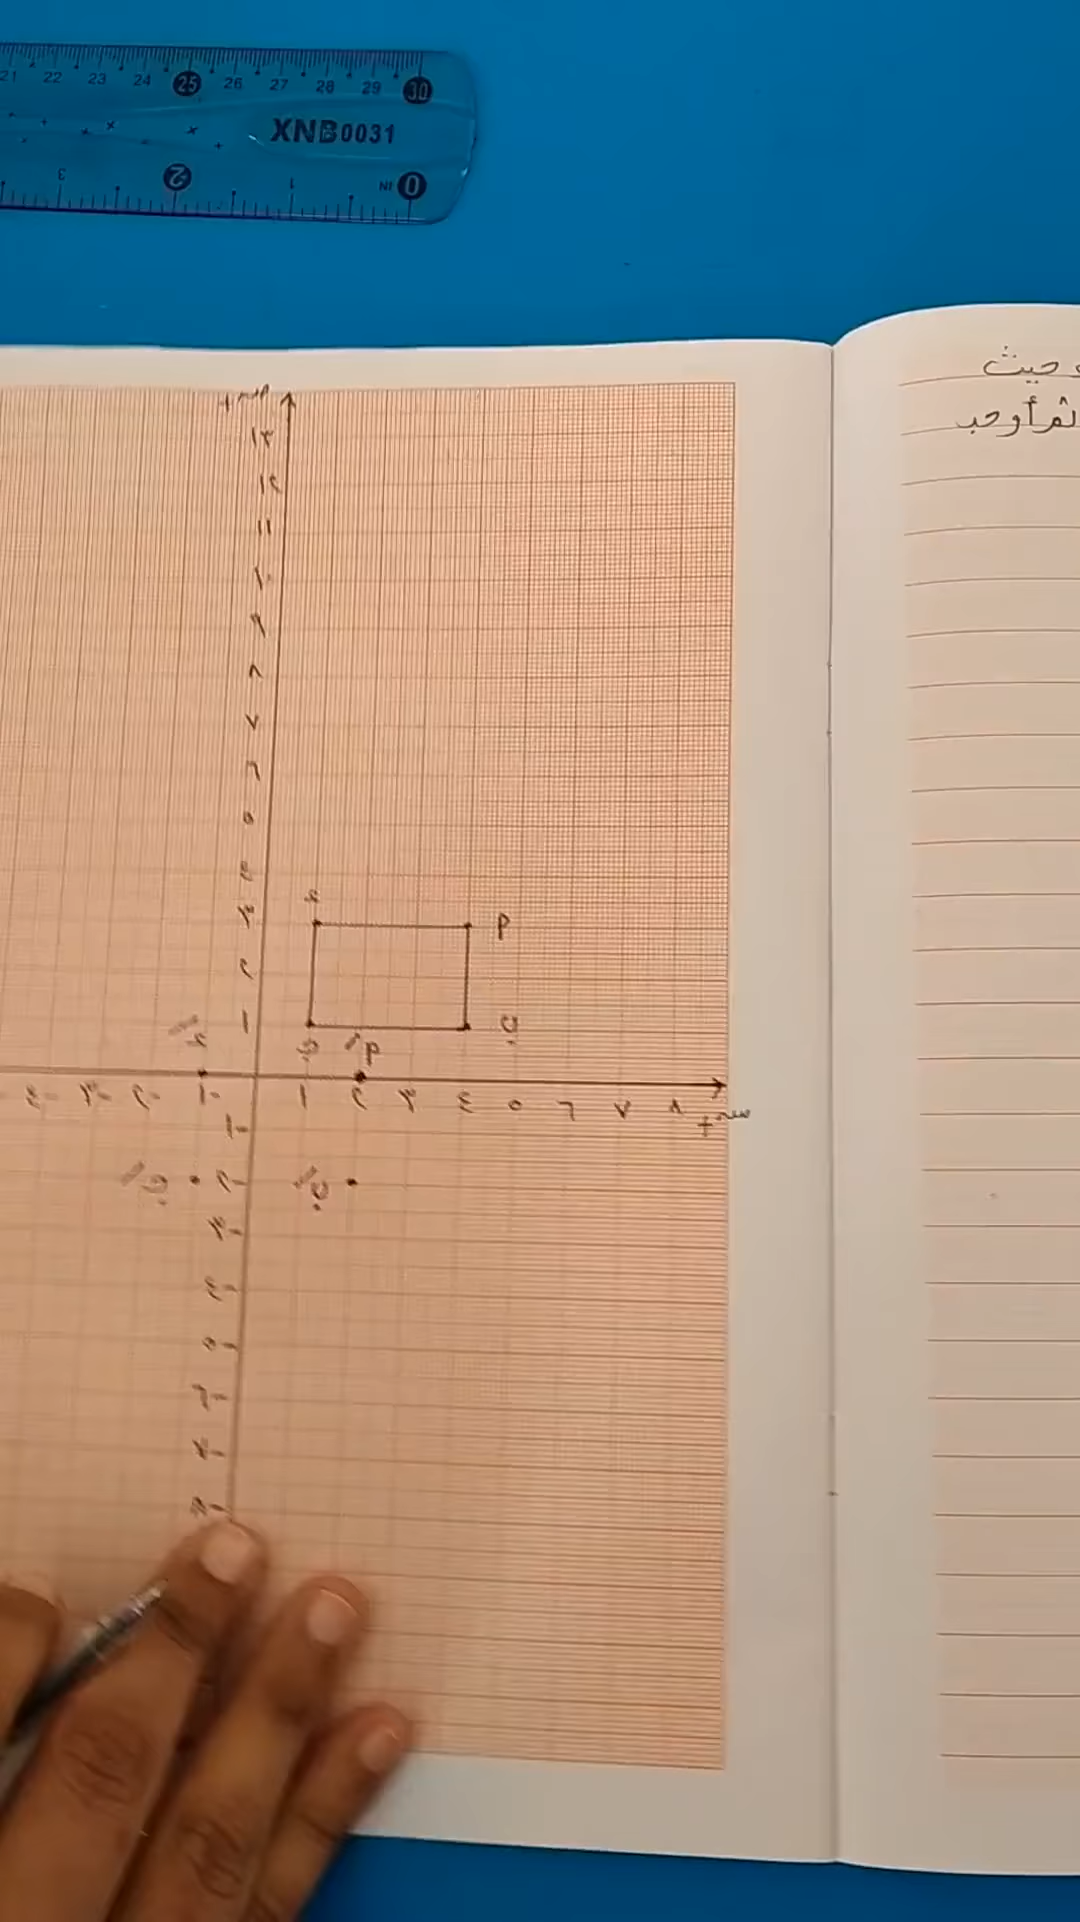 21 22 23 24 25 26 27 28 29 30
XNB0031
3 2 1 IN 0
حيث
ثم أوجد
+ص
١٣
١٢
١١
١٠
٩
٨
٧
٦
٥
٤
٣
٢
١
ء
P
ب
جـ
P/
ء/
-٤ -٣ -٢ -١ ١ ٢ ٣ ٤ ٥ ٦ ٧ ٨
+س
-١
جـ/
-٢
ب/
-٣
-٤
-٥
-٦
-٧
-٨